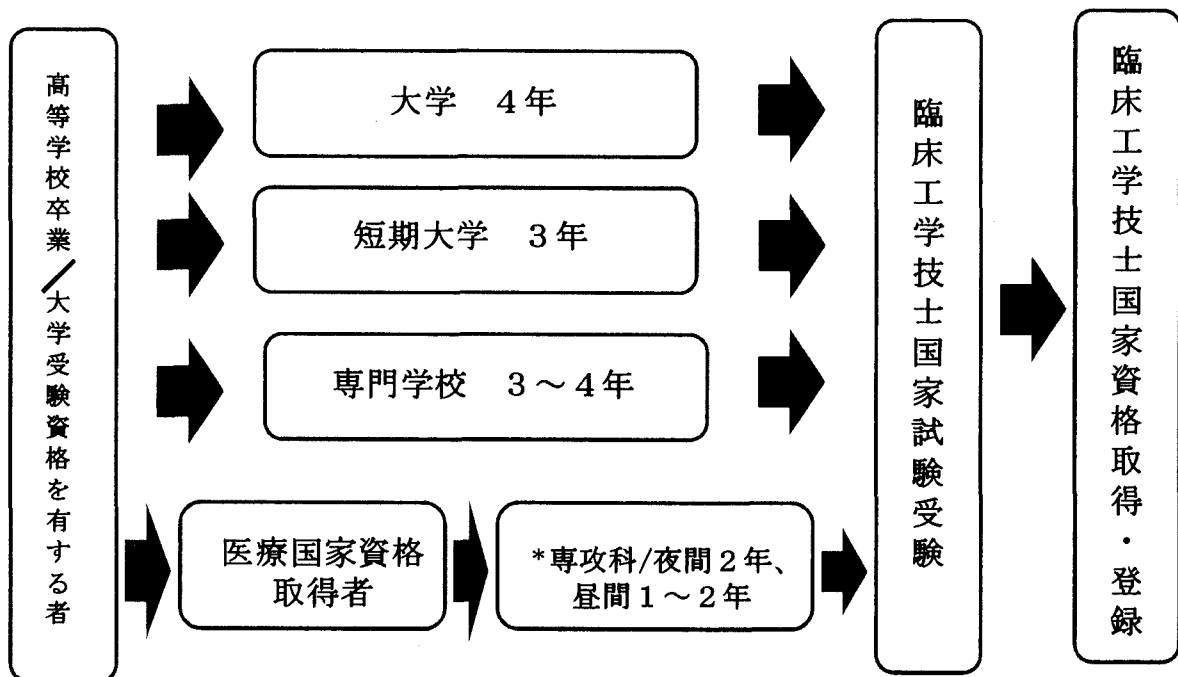 高等学校卒業/大学受験資格を有する者
大学 4年
短期大学 3年
専門学校 3～4年
医療国家資格
取得者
*専攻科/夜間2年、
昼間1～2年
臨床工学技士国家試験受験
臨床工学技士国家資格取得・登録